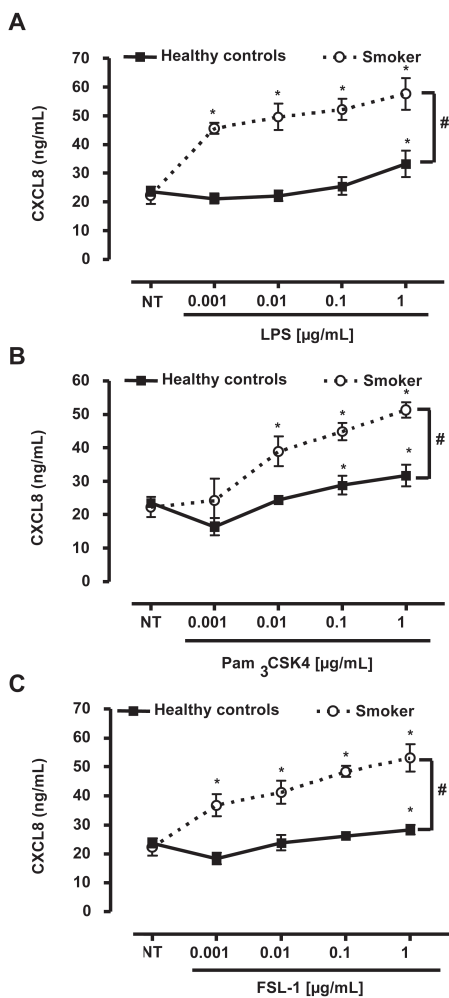 A
Healthy controls
Smoker
CXCL8 (ng/mL)
70
60
50
40
30
20
10
0
*
*
*
*
*
#
NT
0.001
0.01
0.1
1
LPS [µg/mL]
B
Healthy controls
Smoker
CXCL8 (ng/mL)
60
50
40
30
20
10
0
*
*
*
*
*
#
NT
0.001
0.01
0.1
1
Pam 3CSK4 [µg/mL]
C
Healthy controls
Smoker
CXCL8 (ng/mL)
70
60
50
40
30
20
10
0
*
*
*
*
*
#
NT
0.001
0.01
0.1
1
FSL-1 [µg/mL]